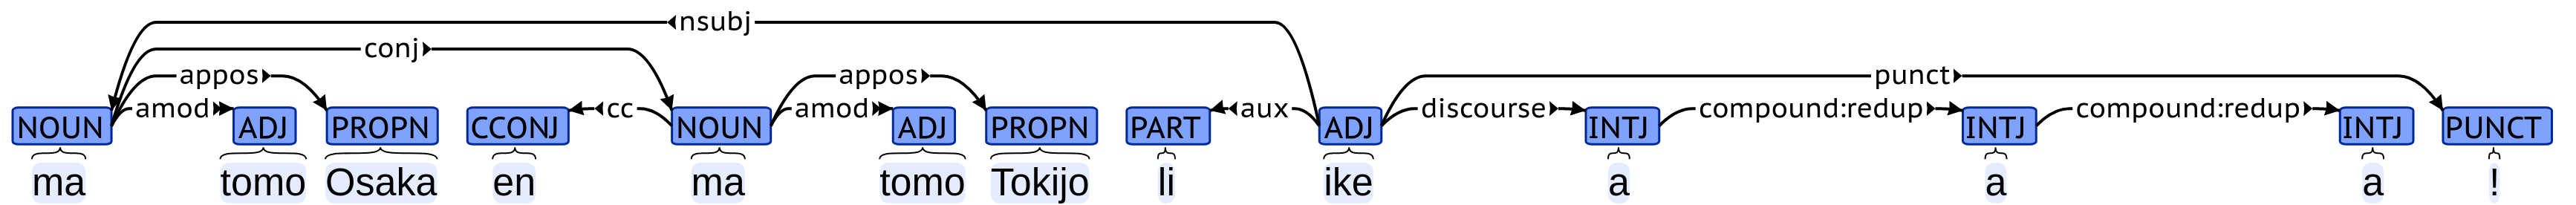 nsubj
conj
appos appos punct
amod cc amod aux discourse compound:redup compound:redup
NOUN ADJ PROPN CCONJ NOUN ADJ PROPN PART ADJ INTJ INTJ INTJ PUNCT
ma tomo Osaka en ma tomo Tokijo li ike a a a !